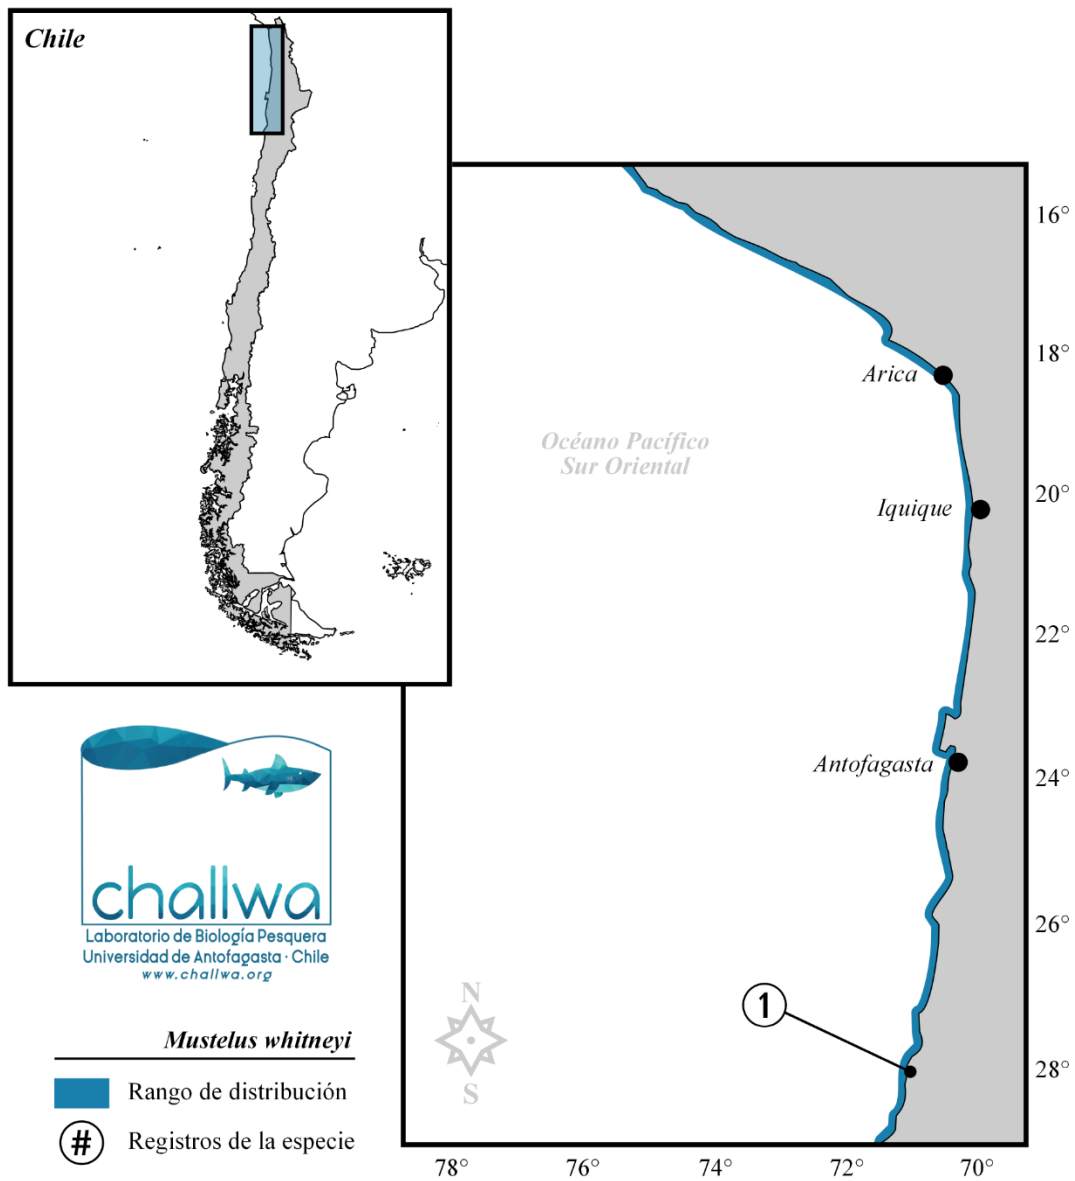 Chile
16°
18°
Arica
Océano Pacífico
Sur Oriental
20°
Iquique
22°
Antofagasta
24°
26°
28°
1
N
S
78°
76°
74°
72°
70°
challwa
Laboratorio de Biología Pesquera
Universidad de Antofagasta · Chile
www.challwa.org
Mustelus whitneyi
Rango de distribución
# Registros de la especie